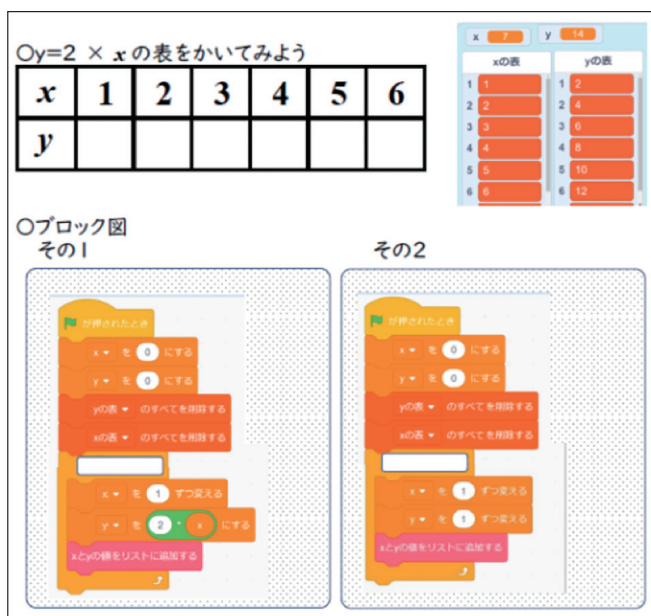 〇y=2 × xの表をかいてみよう
x 1 2 3 4 5 6
y
x 7 y 14
xの表 yの表
1 1 1 2
2 2 2 4
3 3 3 6
4 4 4 8
5 5 5 10
6 6 6 12
〇ブロック図
その1
が押されたとき
x を 0 にする
y を 0 にする
yの表 のすべてを削除する
xの表 のすべてを削除する
x を 1 ずつ変える
y を 2 * x にする
xとyの値をリストに追加する
その2
が押されたとき
x を 0 にする
y を 0 にする
yの表 のすべてを削除する
xの表 のすべてを削除する
x を 1 ずつ変える
y を 1 ずつ変える
xとyの値をリストに追加する